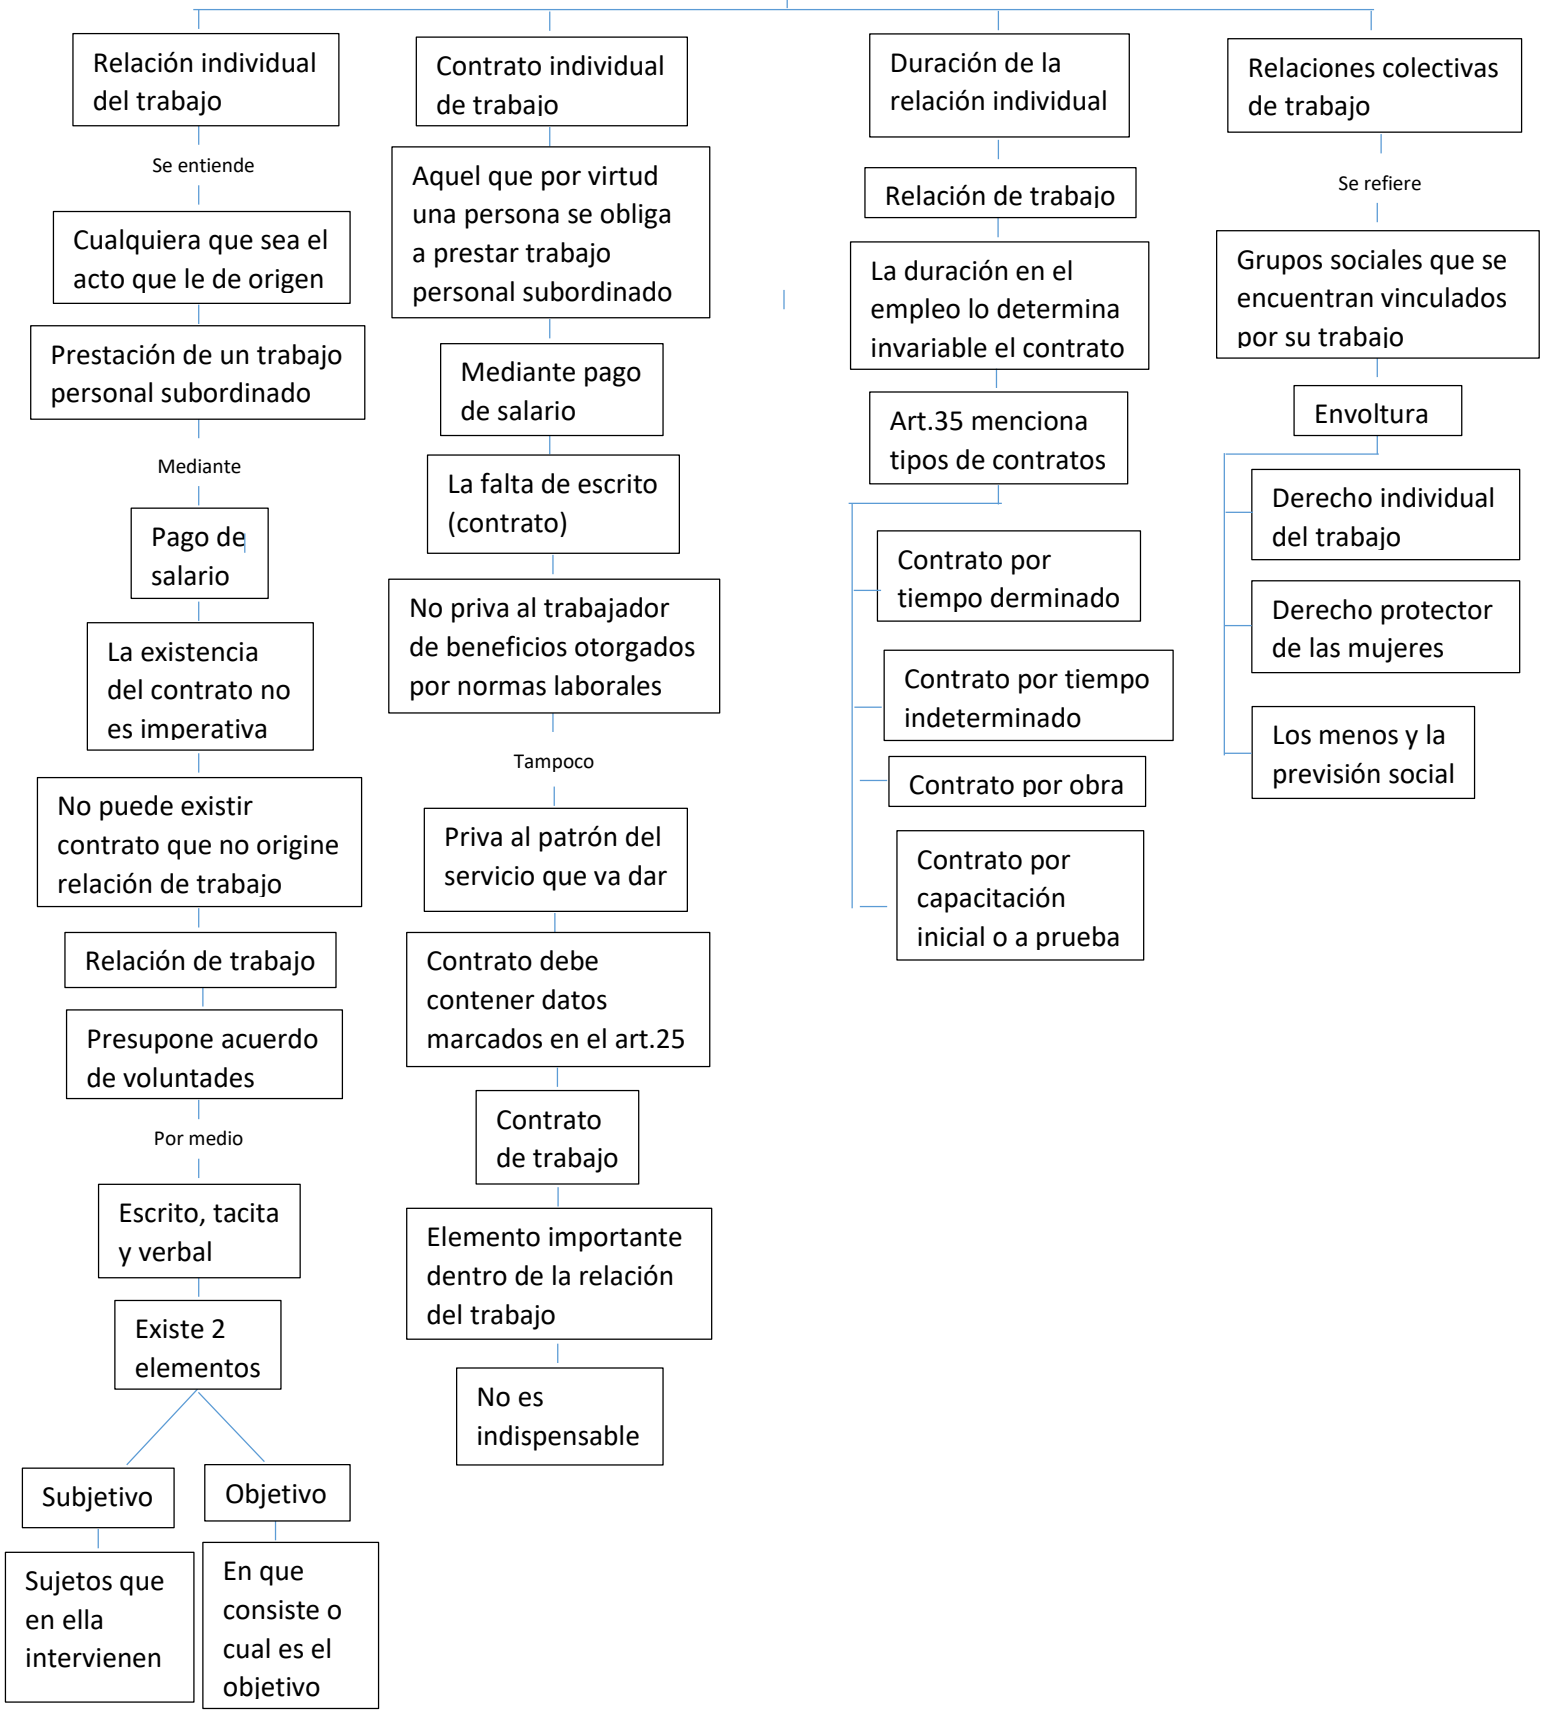 Relación individual
del trabajo
Se entiende
Cualquiera que sea el
acto que le de origen
Prestación de un trabajo
personal subordinado
Mediante
Pago de
salario
La existencia
del contrato no
es imperativa
No puede existir
contrato que no origine
relación de trabajo
Relación de trabajo
Presupone acuerdo
de voluntades
Por medio
Escrito, tacita
y verbal
Existe 2
elementos
Subjetivo
Sujetos que
en ella
intervienen
Objetivo
En que
consiste o
cual es el
objetivo
Contrato individual
de trabajo
Aquel que por virtud
una persona se obliga
a prestar trabajo
personal subordinado
Mediante pago
de salario
La falta de escrito
(contrato)
No priva al trabajador
de beneficios otorgados
por normas laborales
Tampoco
Priva al patrón del
servicio que va dar
Contrato debe
contener datos
marcados en el art.25
Contrato
de trabajo
Elemento importante
dentro de la relación
del trabajo
No es
indispensable
Duración de la
relación individual
Relación de trabajo
La duración en el
empleo lo determina
invariable el contrato
Art.35 menciona
tipos de contratos
Contrato por
tiempo derminado
Contrato por tiempo
indeterminado
Contrato por obra
Contrato por
capacitación
inicial o a prueba
Relaciones colectivas
de trabajo
Se refiere
Grupos sociales que se
encuentran vinculados
por su trabajo
Envoltura
Derecho individual
del trabajo
Derecho protector
de las mujeres
Los menos y la
previsión social